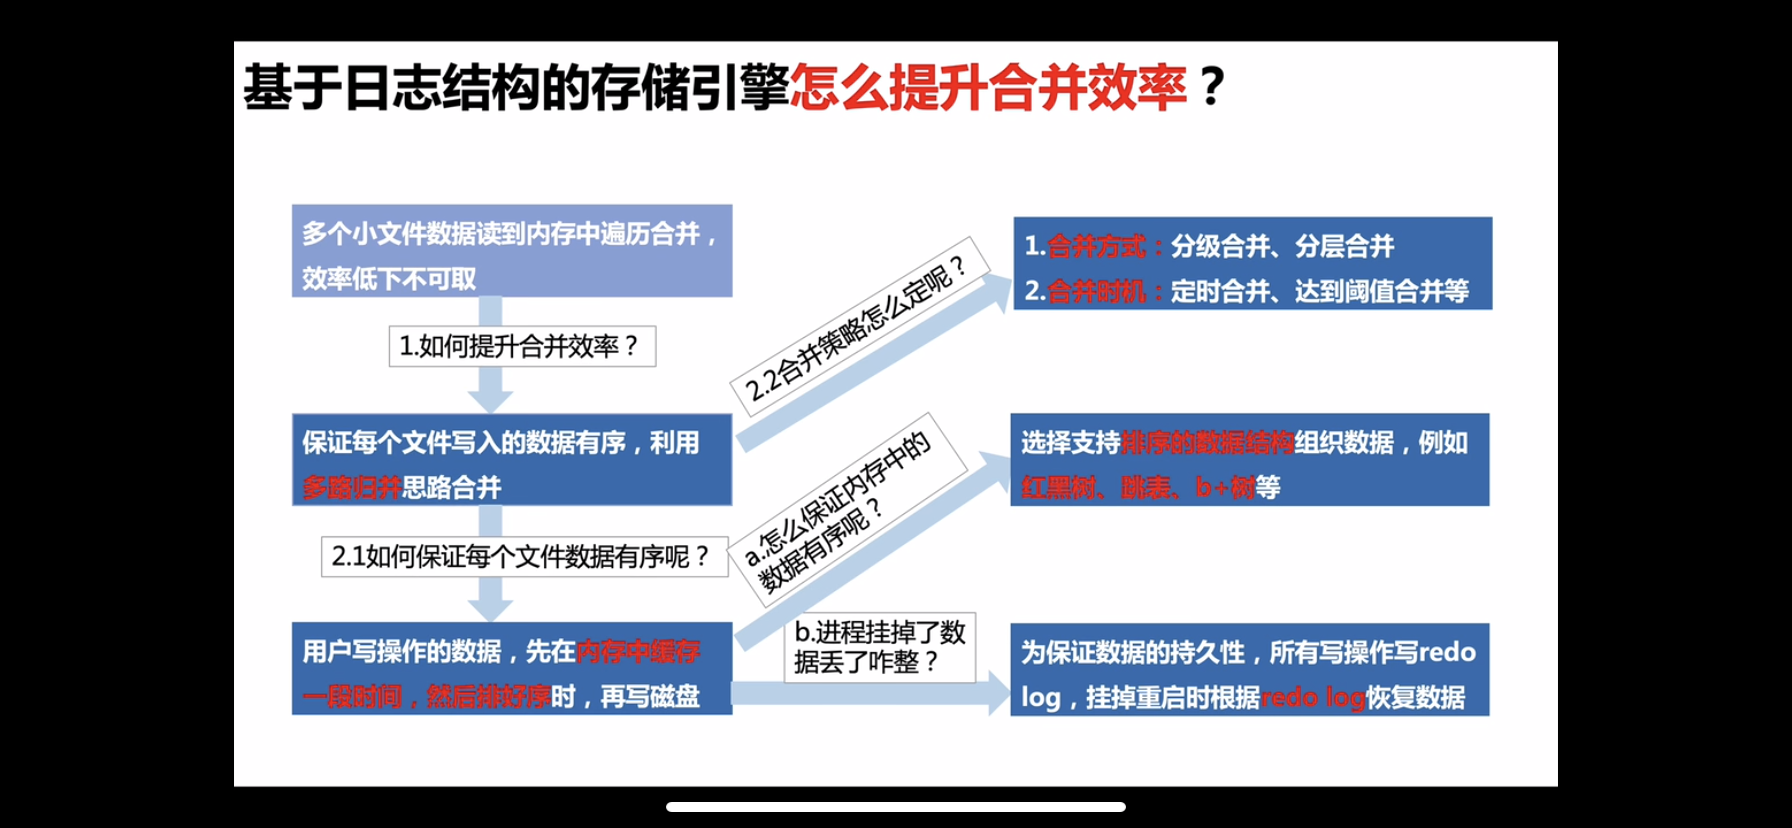 基于日志结构的存储引擎怎么提升合并效率？
多个小文件数据读到内存中遍历合并，
效率低下不可取
1.如何提升合并效率？
保证每个文件写入的数据有序，利用
多路归并思路合并
2.1如何保证每个文件数据有序呢？
用户写操作的数据，先在内存中缓存
一段时间，然后排好序时，再写磁盘
2.2合并策略怎么定呢？
1.合并方式：分级合并、分层合并
2.合并时机：定时合并、达到阈值合并等
a.怎么保证内存中的
数据有序呢？
选择支持排序的数据结构组织数据，例如
红黑树、跳表、b+树等
b.进程挂掉了数
据丢了咋整？
为保证数据的持久性，所有写操作写redo
log，挂掉重启时根据redo log恢复数据